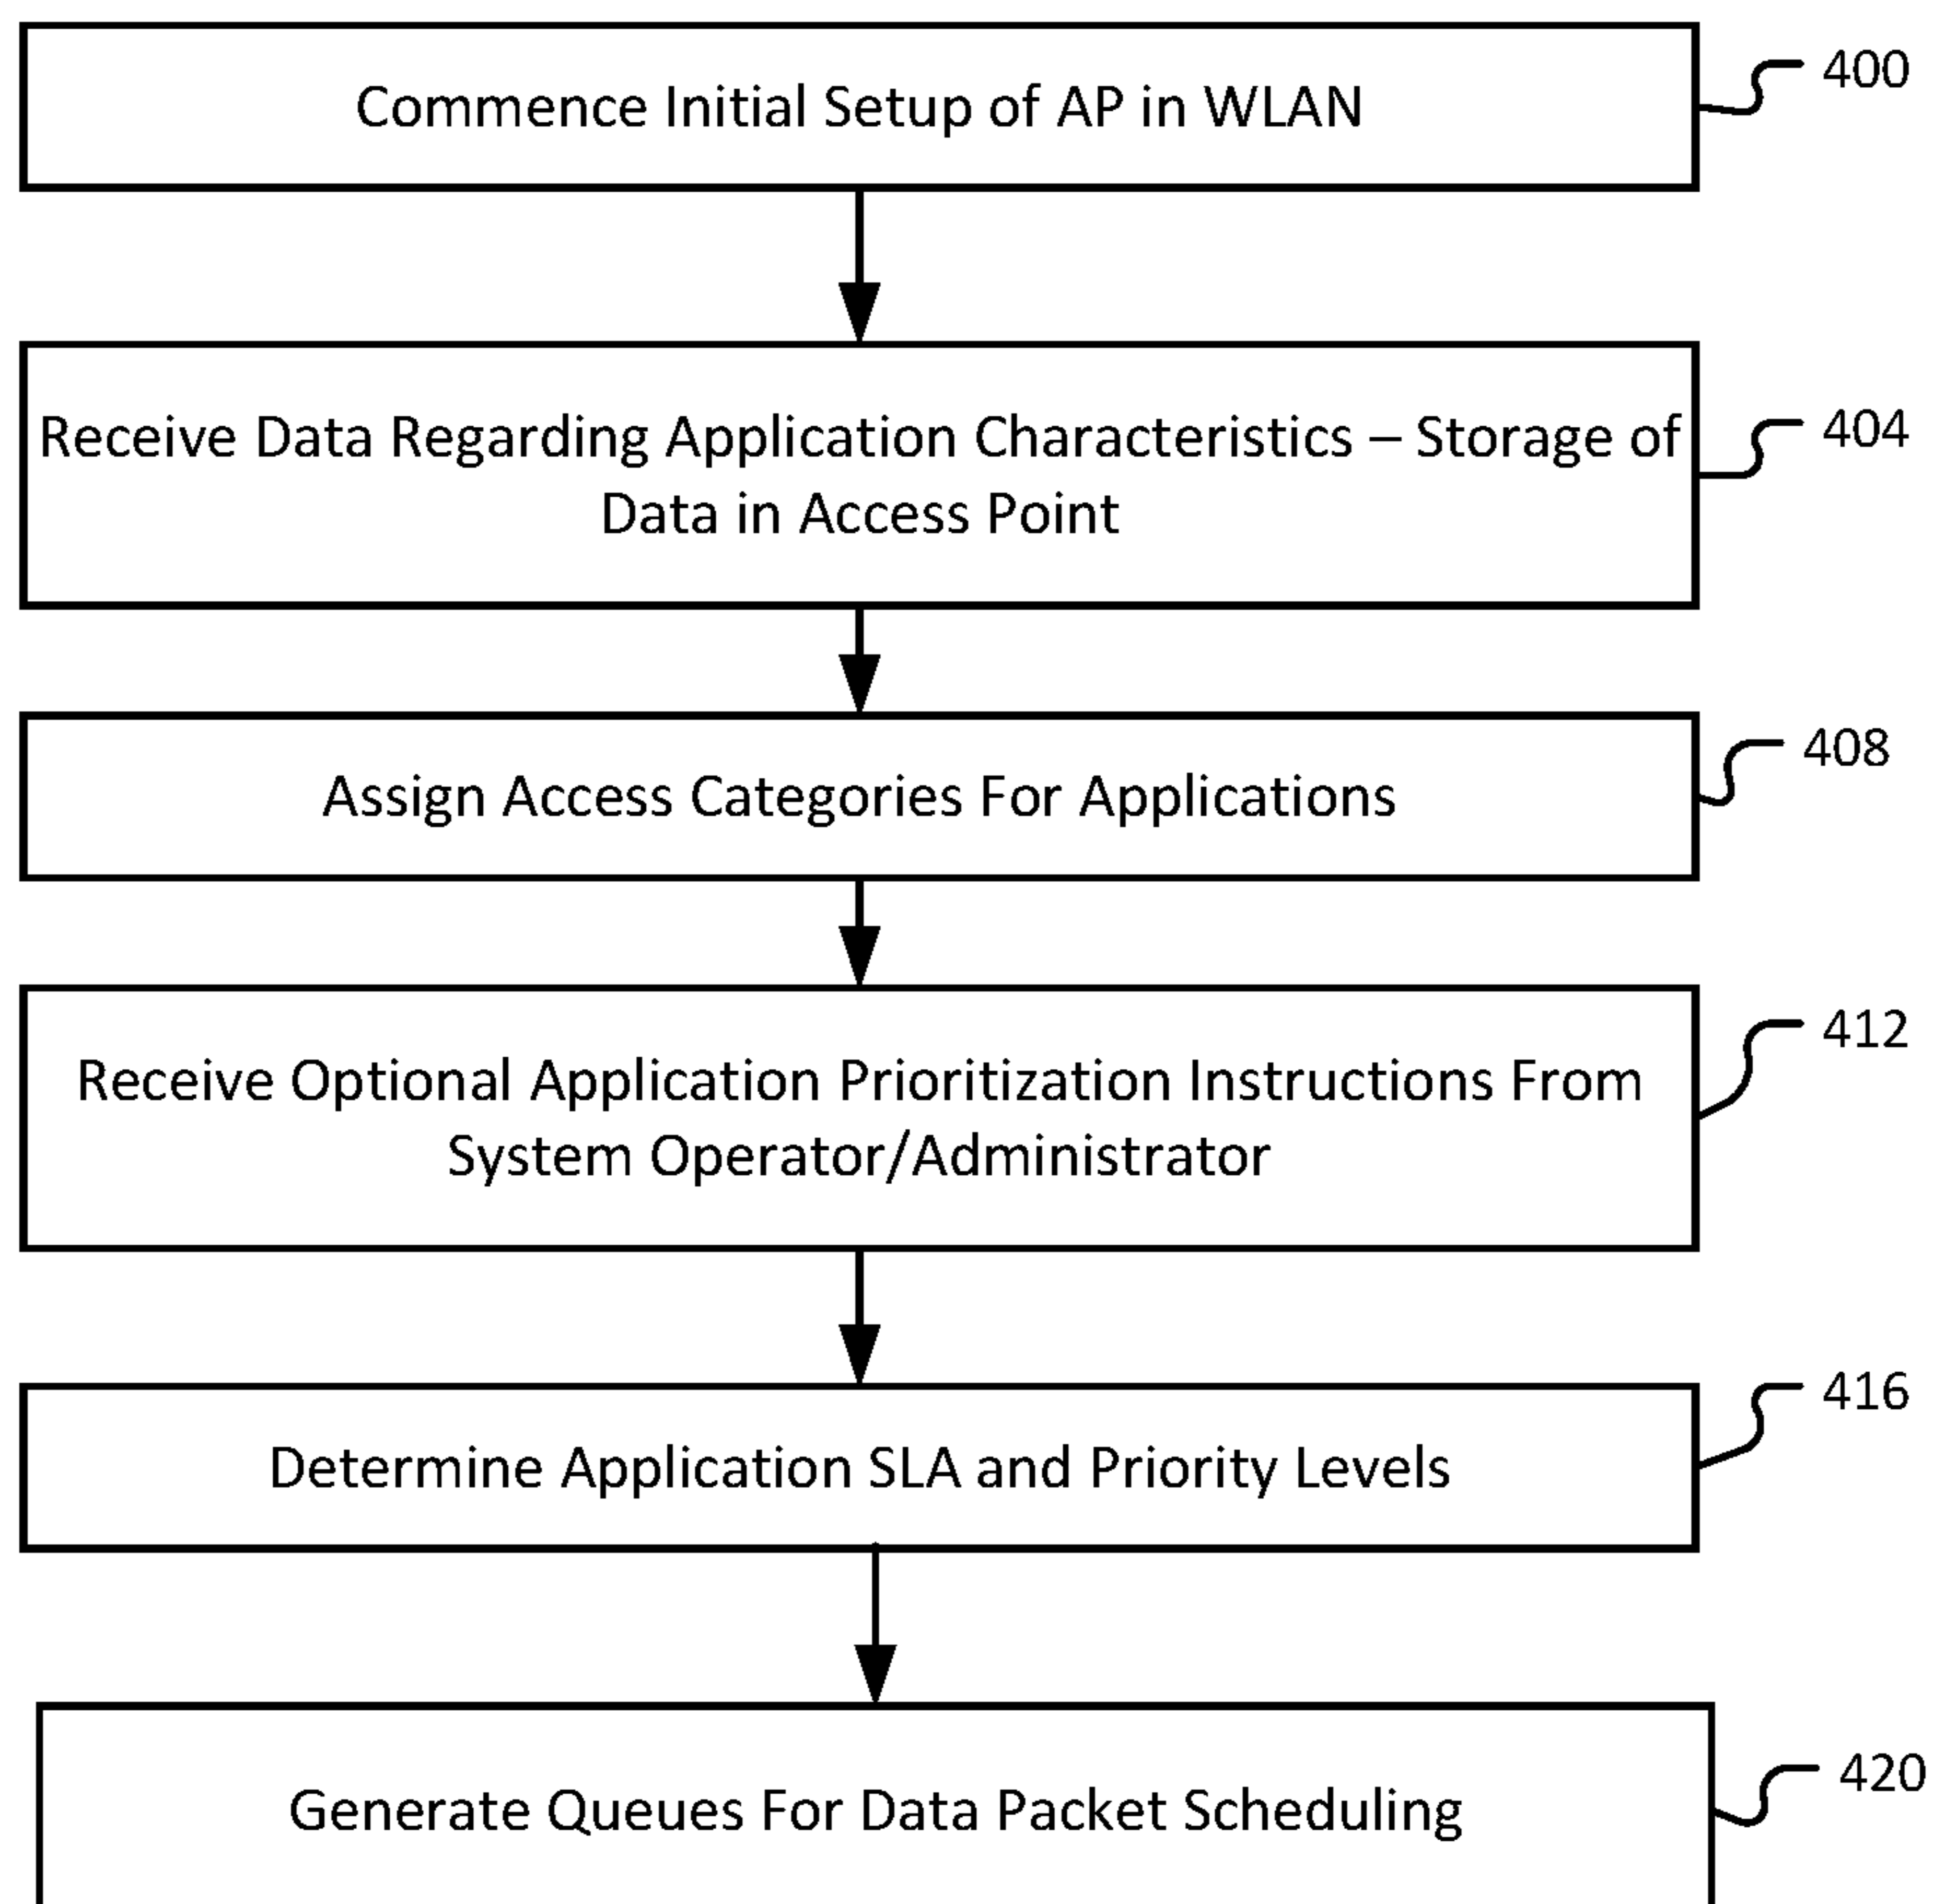 Commence Initial Setup of AP in WLAN
400
Receive Data Regarding Application Characteristics – Storage of
Data in Access Point
404
Assign Access Categories For Applications
408
Receive Optional Application Prioritization Instructions From
System Operator/Administrator
412
Determine Application SLA and Priority Levels
416
Generate Queues For Data Packet Scheduling
420